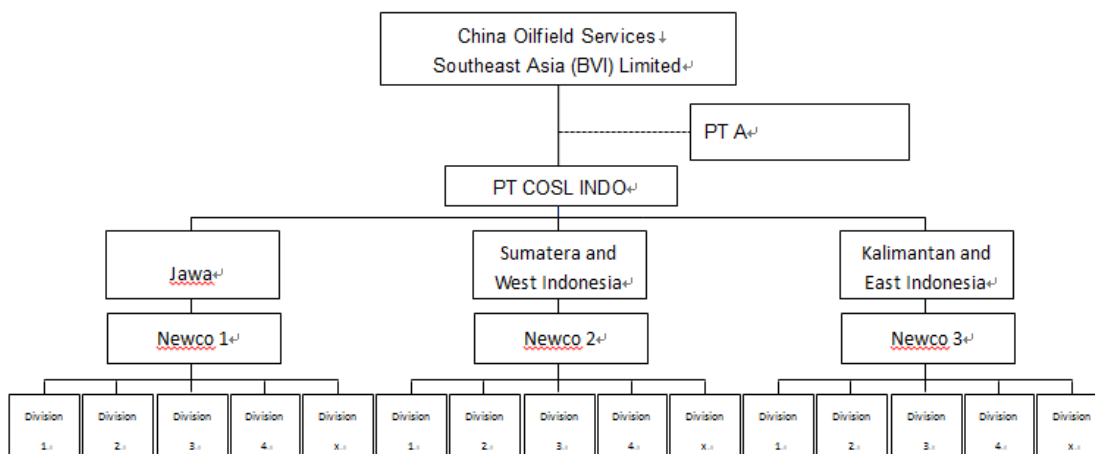 China Oilfield Services
Southeast Asia (BVI) Limited
PT A
PT COSL INDO
Jawa
Sumatera and
West Indonesia
Kalimantan and
East Indonesia
Newco 1
Newco 2
Newco 3
Division
1.
Division
2.
Division
3.
Division
4.
Division
x.
Division
1.
Division
2.
Division
3.
Division
4.
Division
x.
Division
1.
Division
2.
Division
3.
Division
4.
Division
x.